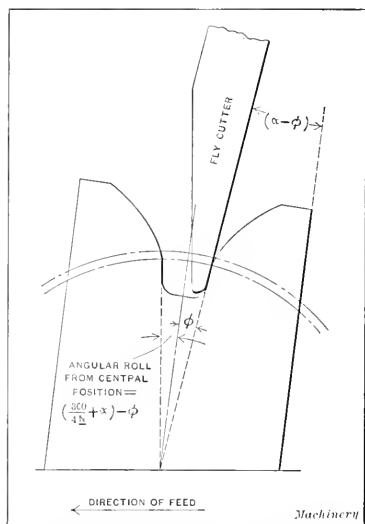 FLY CUTTER
(α-ϕ)
ϕ
ANGULAR ROLL
FROM CENTRAL
POSITION=
(360/4N+α)-ϕ
DIRECTION OF FEED
Machinery